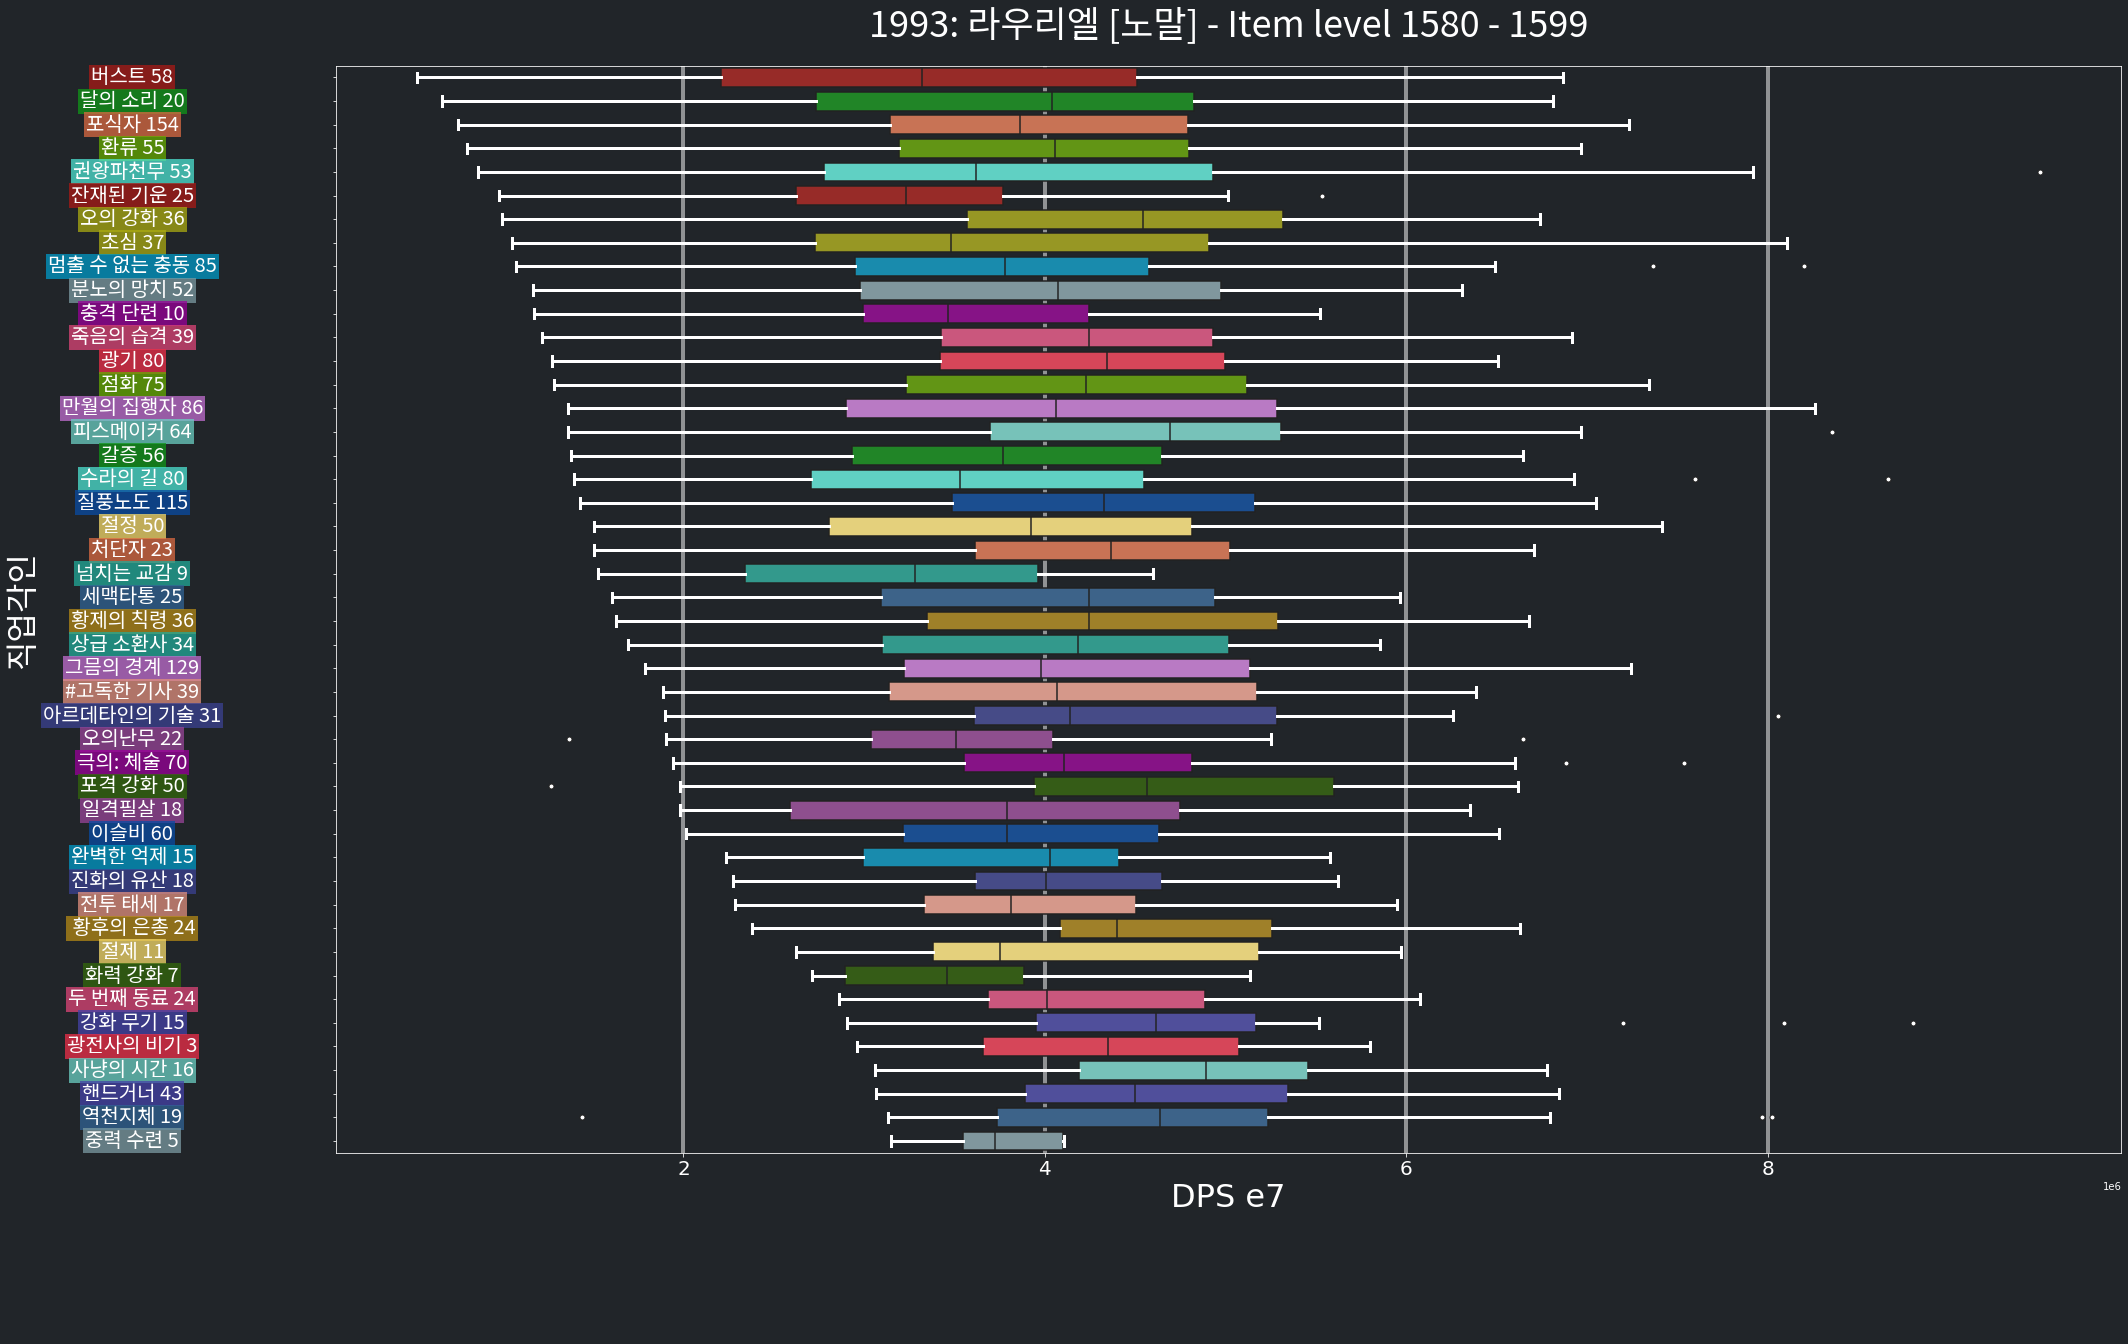 1993: 라우리엘 [노말] - Item level 1580 - 1599
직업각인
버스트 58
달의 소리 20
포식자 154
환류 55
권왕파천무 53
잔재된 기운 25
오의 강화 36
초심 37
멈출 수 없는 충동 85
분노의 망치 52
충격 단련 10
죽음의 습격 39
광기 80
점화 75
만월의 집행자 86
피스메이커 64
갈증 56
수라의 길 80
질풍노도 115
절정 50
처단자 23
넘치는 교감 9
세맥타통 25
황제의 칙령 36
상급 소환사 34
그믐의 경계 129
#고독한 기사 39
아르데타인의 기술 31
오의난무 22
극의: 체술 70
포격 강화 50
일격필살 18
이슬비 60
완벽한 억제 15
진화의 유산 18
전투 태세 17
황후의 은총 24
절제 11
화력 강화 7
두 번째 동료 24
강화 무기 15
광전사의 비기 3
사냥의 시간 16
핸드거너 43
역천지체 19
중력 수련 5
2 4 6 8
1e6
DPS e7